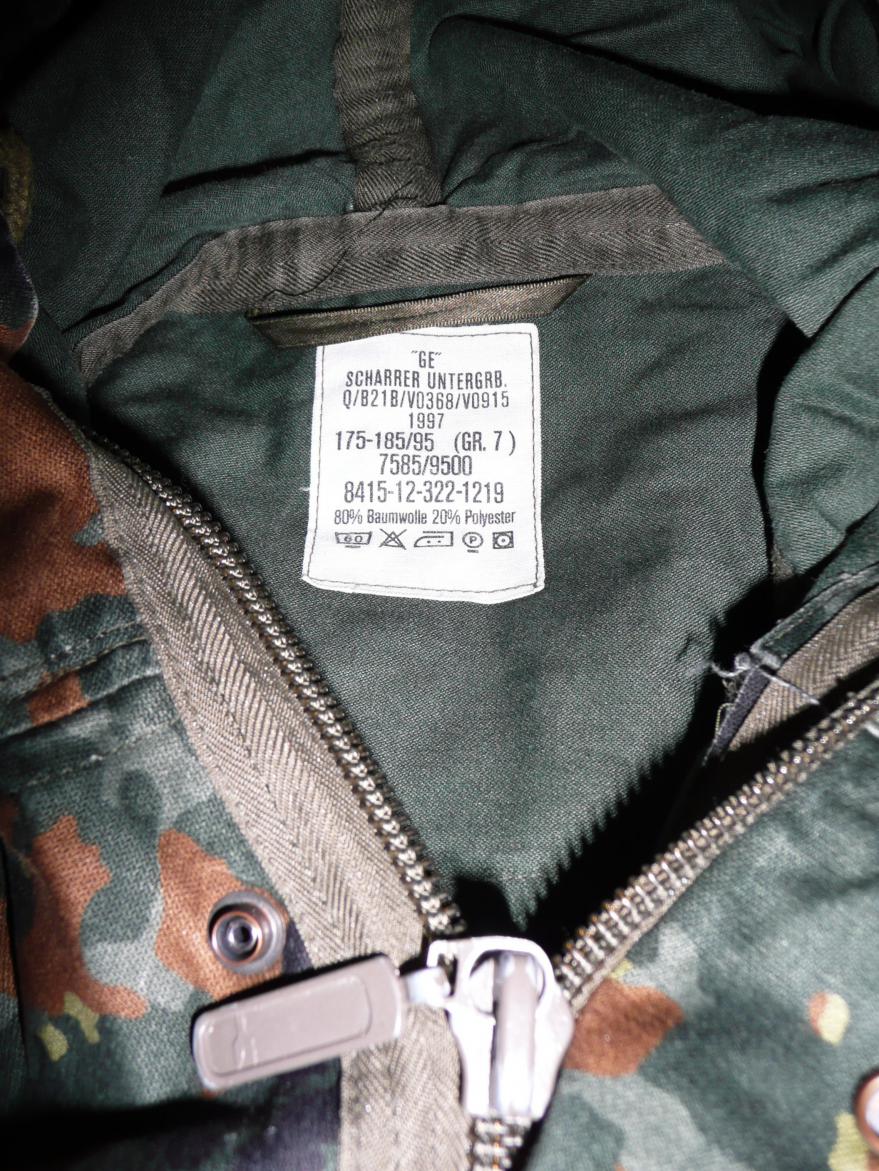 "GE"
SCHARRER UNTERGRB.
Q/B21B/V0368/V0915
1997
175-185/95 (GR. 7)
7585/9500
8415-12-322-1219
80% Baumwolle 20% Polyester
60 P